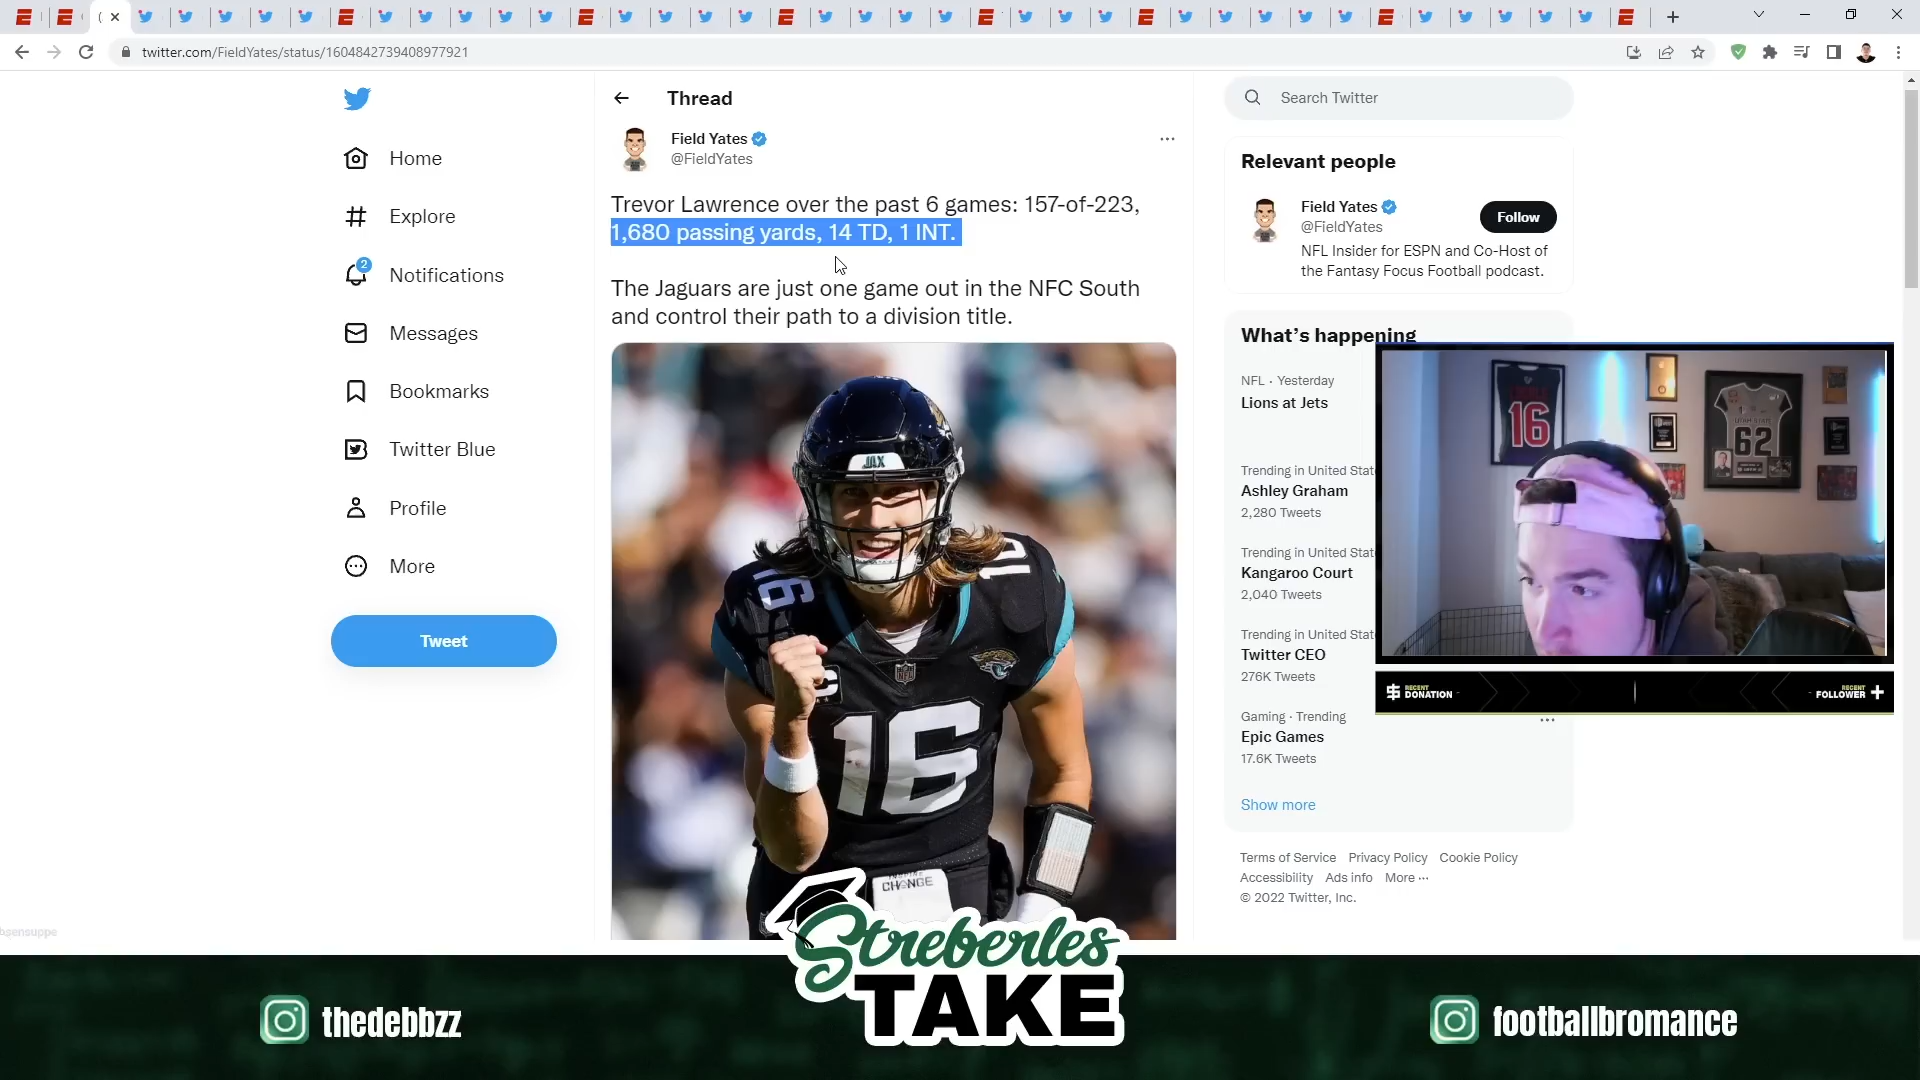 twitter.com/FieldYates/status/1604842739408977921
Home
Explore
2
Notifications
Messages
Bookmarks
Twitter Blue
Profile
More
Tweet
Thread
Field Yates
@FieldYates
Trevor Lawrence over the past 6 games: 157-of-223,
1,680 passing yards, 14 TD, 1 INT.
The Jaguars are just one game out in the NFC South
and control their path to a division title.
JAX
16
16
CHANGE
Search Twitter
Relevant people
Field Yates
@FieldYates
Follow
NFL Insider for ESPN and Co-Host of
the Fantasy Focus Football podcast.
What's happening
NFL · Yesterday
Lions at Jets
Trending in United Stat
Ashley Graham
2,280 Tweets
Trending in United Stat
Kangaroo Court
2,040 Tweets
Trending in United Stat
Twitter CEO
276K Tweets
Gaming · Trending
Epic Games
17.6K Tweets
Show more
Terms of Service Privacy Policy Cookie Policy
Accessibility Ads info More ···
© 2022 Twitter, Inc.
16
62
RECENT
DONATION
RECENT
FOLLOWER
Streberles
TAKE
thedebbzz
footballbromance